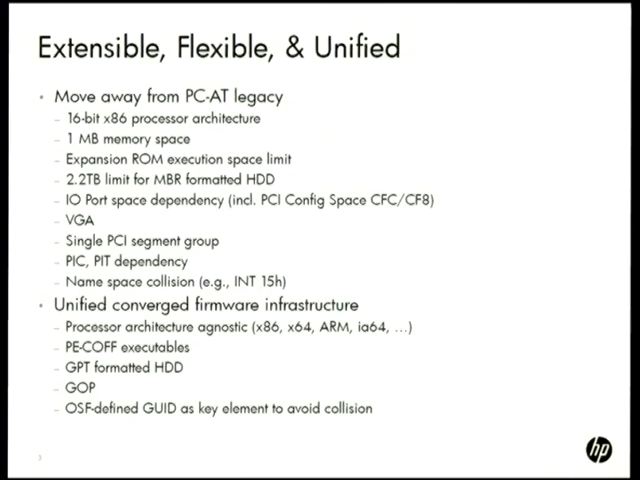 Extensible, Flexible, & Unified
• Move away from PC-AT legacy
– 16-bit x86 processor architecture
– 1 MB memory space
– Expansion ROM execution space limit
– 2.2TB limit for MBR formatted HDD
– IO Port space dependency (incl. PCI Config Space CFC/CF8)
– VGA
– Single PCI segment group
– PIC, PIT dependency
– Name space collision (e.g., INT 15h)
• Unified converged firmware infrastructure
– Processor architecture agnostic (x86, x64, ARM, ia64, …)
– PE-COFF executables
– GPT formatted HDD
– GOP
– OSF-defined GUID as key element to avoid collision
3
hp